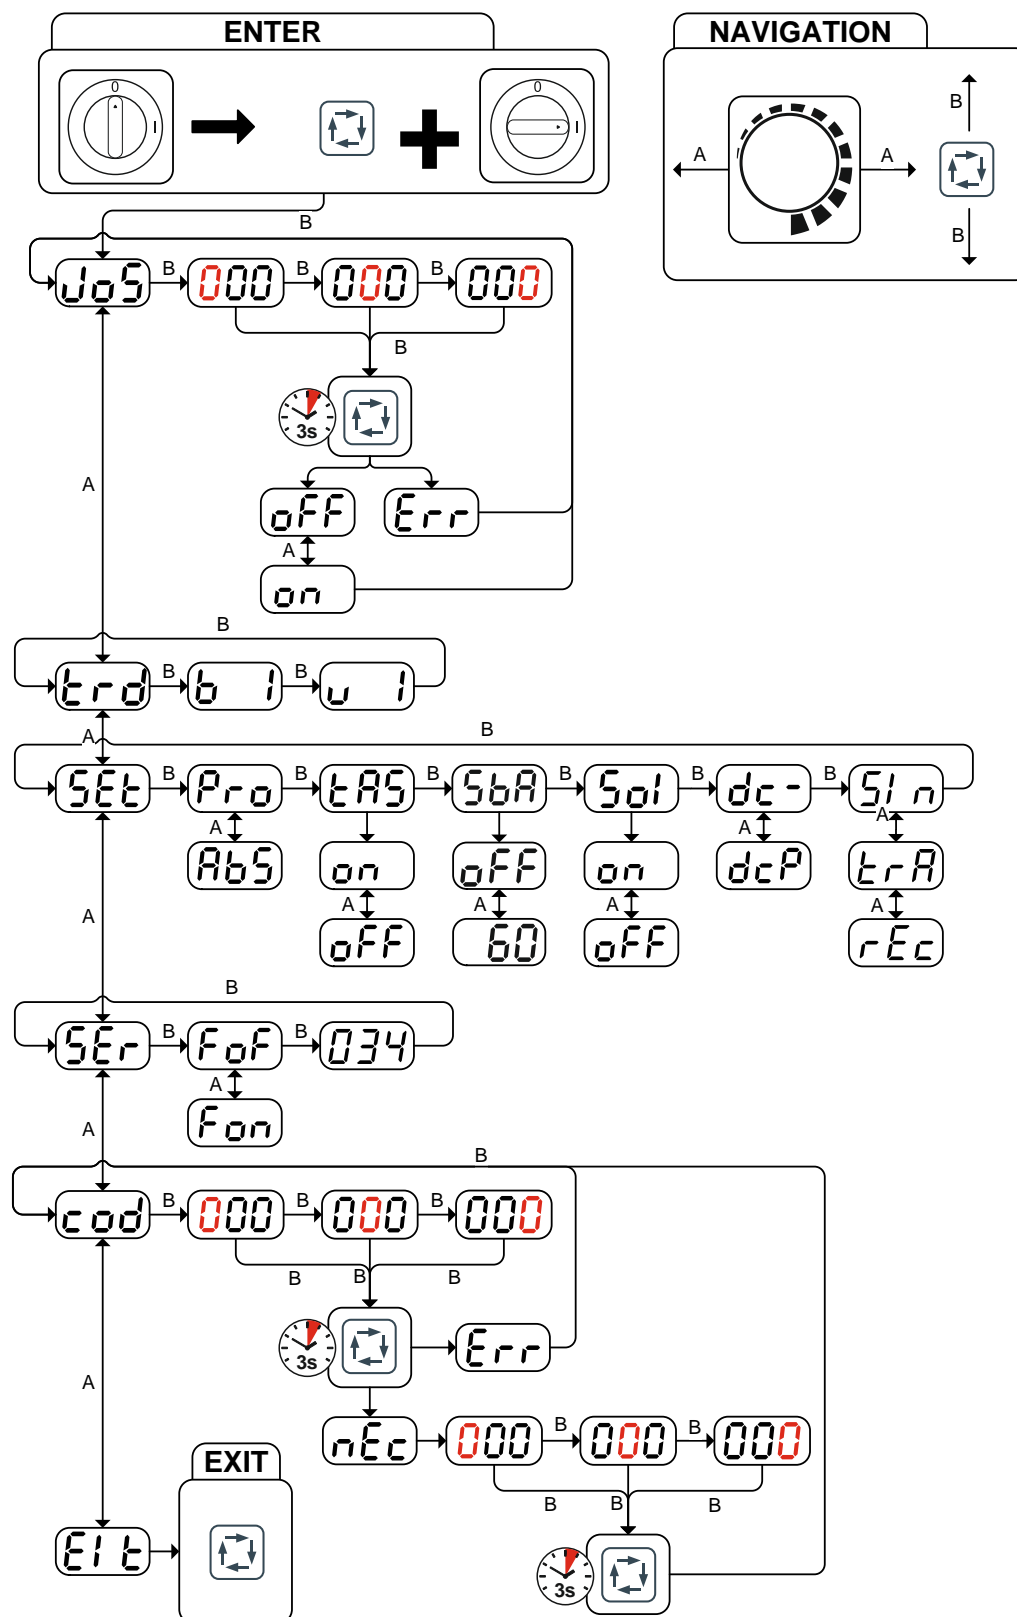 ENTER
NAVIGATION
0
I
0
I
B
A
A
B
B
JoS
B
000
B
000
B
000
B
3s
A
oFF
Err
A
on
B
trd
B
b 1
B
u 1
A
B
SEt
B
Pro
B
tAS
B
SbA
B
Sol
B
dc-
B
SIn
A
A
A
AbS
on
oFF
on
dcP
trA
A
A
A
A
A
oFF
60
oFF
rEc
B
SEr
B
FoF
B
034
A
Fon
A
B
cod
B
000
B
000
B
000
B
B
B
3s
Err
A
nEc
000
B
000
B
000
EXIT
B
B
B
EIt
3s